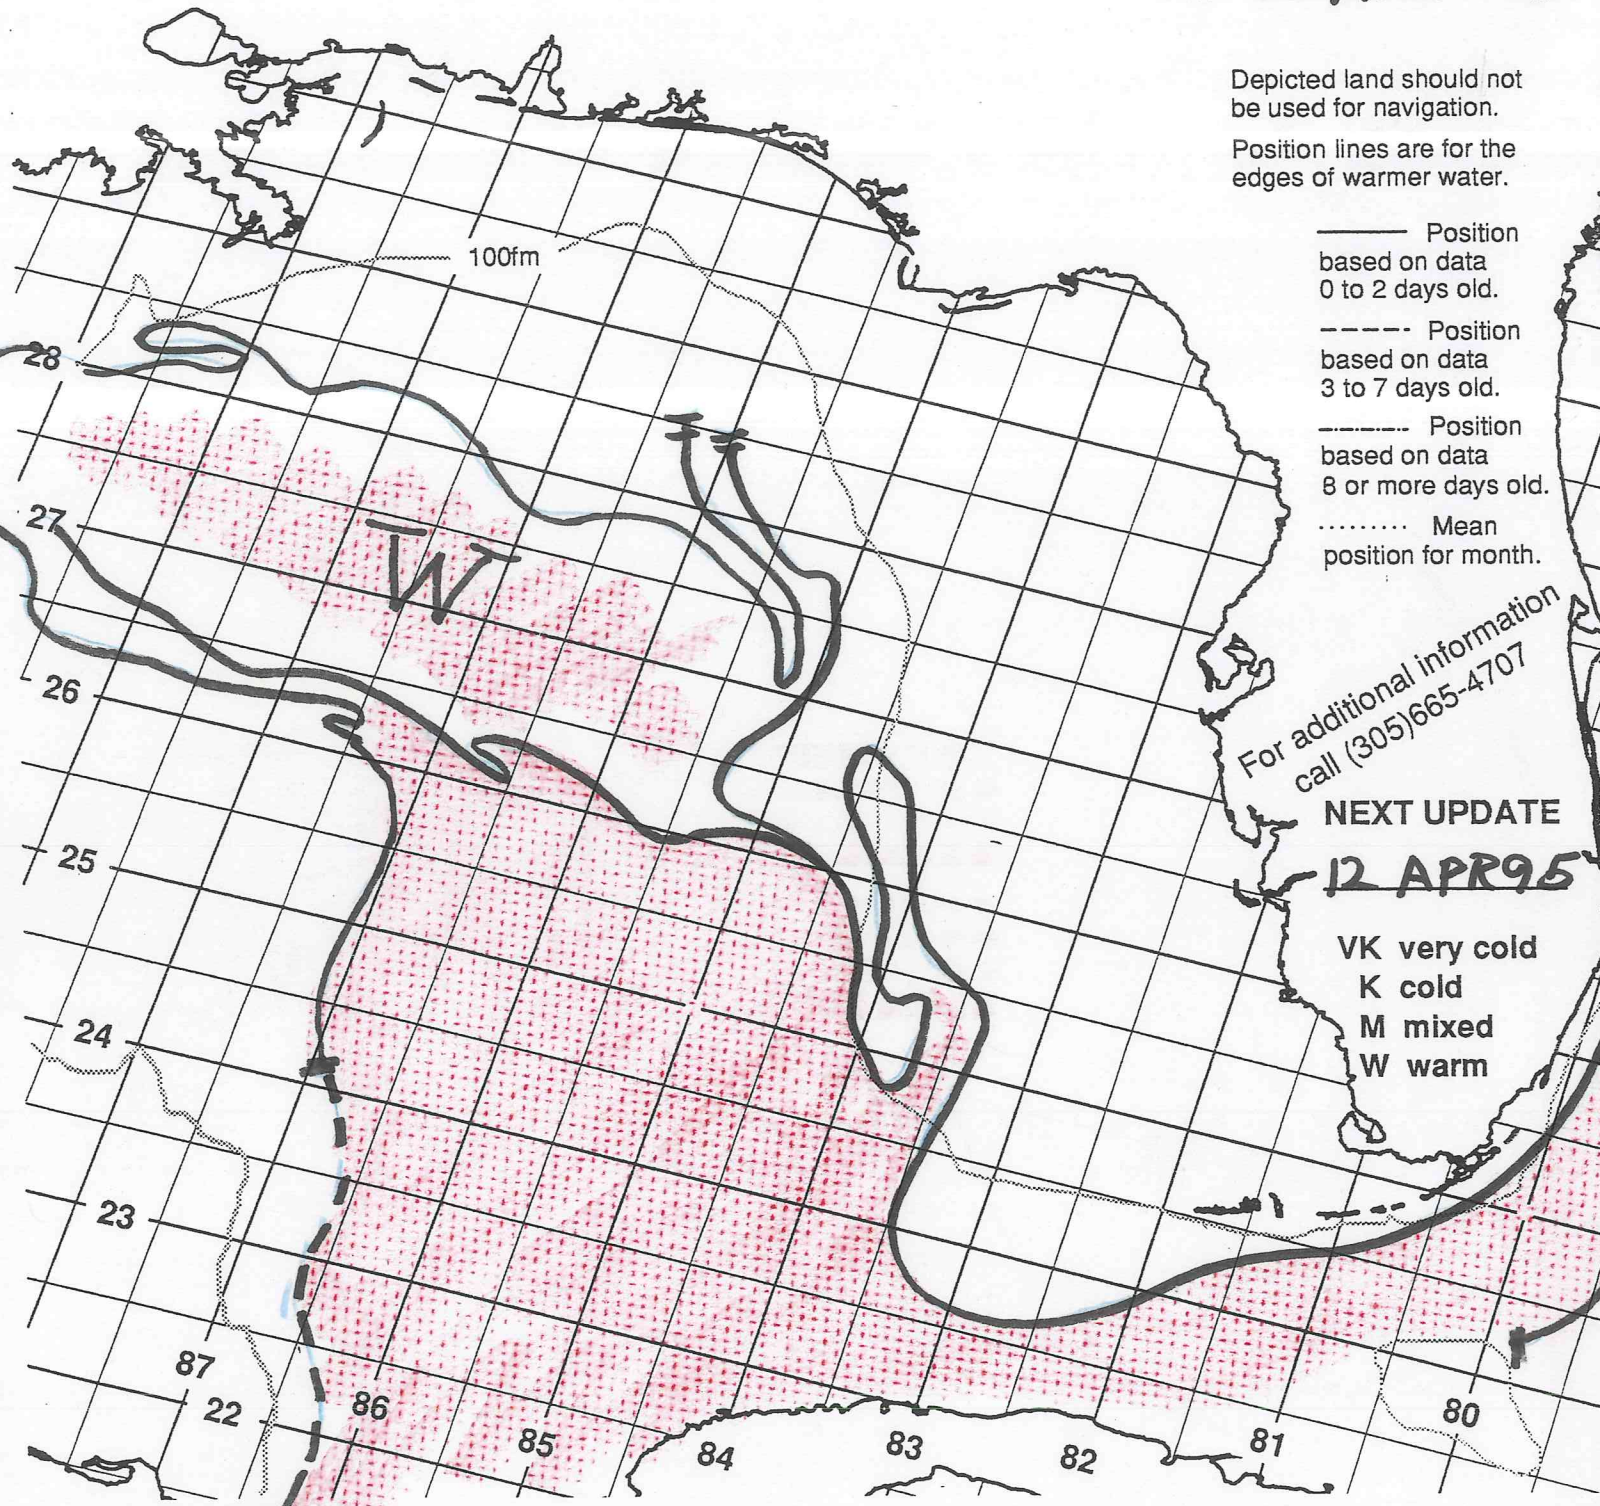 Depicted land should not
be used for navigation.
Position lines are for the
edges of warmer water.
Position
based on data
0 to 2 days old.
Position
based on data
3 to 7 days old.
Position
based on data
8 or more days old.
Mean
position for month.
For additional information
call (305)665-4707
NEXT UPDATE
12 APR95
VK very cold
K cold
M mixed
W warm
100fm
28
27
W
26
25
24
23
87
22
86
85
84
83
82
81
80